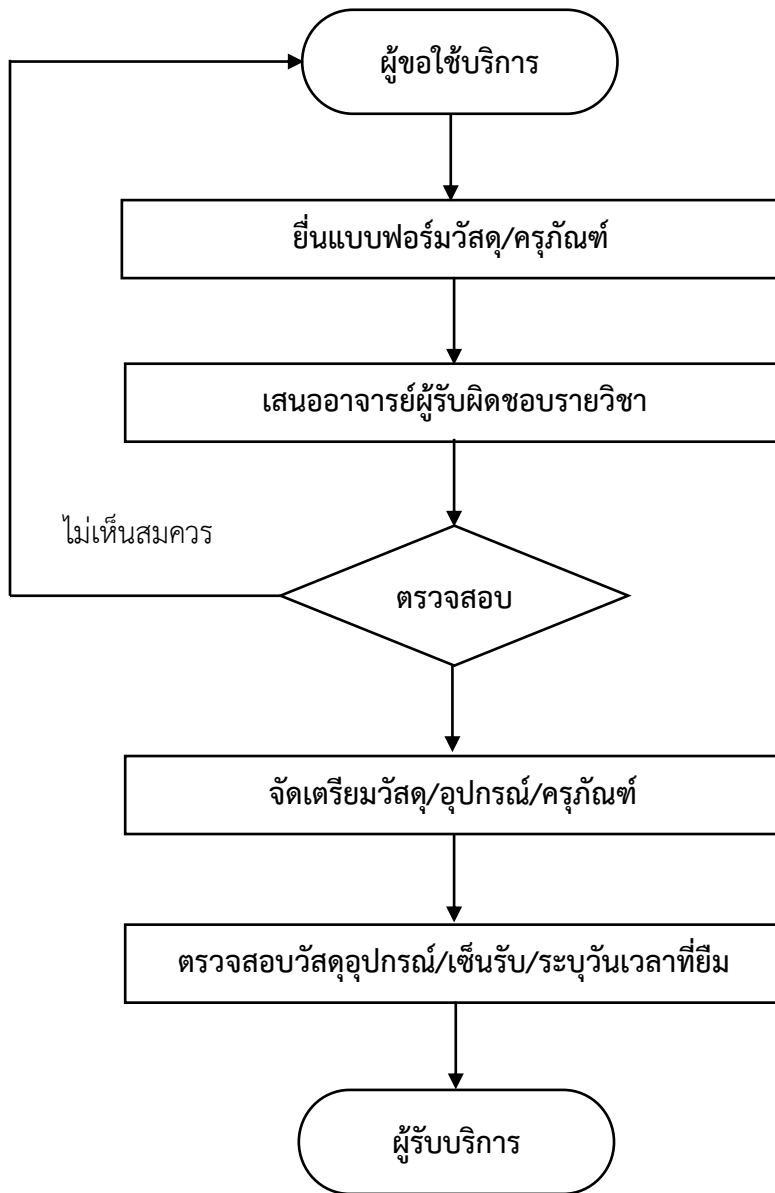 ผู้ขอใช้บริการ
ยื่นแบบฟอร์มวัสดุ/ครุภัณฑ์
เสนออาจารย์ผู้รับผิดชอบรายวิชา
ไม่เห็นสมควร
ตรวจสอบ
จัดเตรียมวัสดุ/อุปกรณ์/ครุภัณฑ์
ตรวจสอบวัสดุอุปกรณ์/เซ็นรับ/ระบุวันเวลาที่ยืม
ผู้รับบริการ